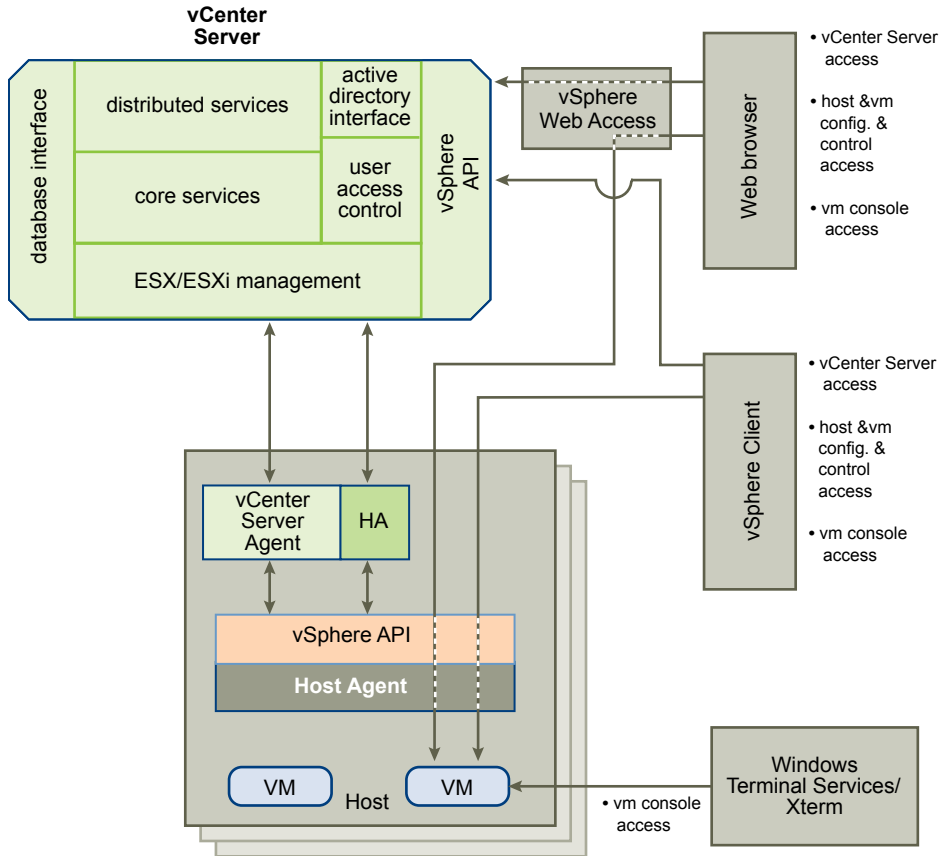 vCenter
Server
database interface
distributed services
active
directory
interface
core services
user
access
control
vSphere
API
ESX/ESXi management
vSphere
Web Access
Web browser
• vCenter Server
access
• host &vm
config. &
control
access
• vm console
access
vSphere Client
• vCenter Server
access
• host &vm
config. &
control
access
• vm console
access
vCenter
Server
Agent
HA
vSphere API
Host Agent
VM
Host
VM
• vm console
access
Windows
Terminal Services/
Xterm